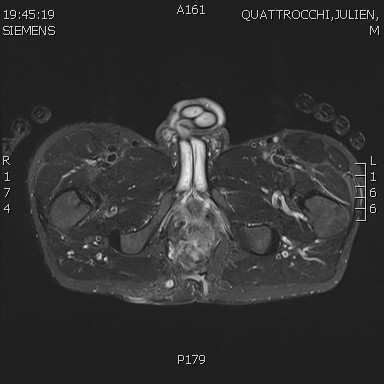 19:45:19
SIEMENS
A161
QUATTROCCHI,JULIEN,
M
R
1
7
4
L
1
6
6
P179